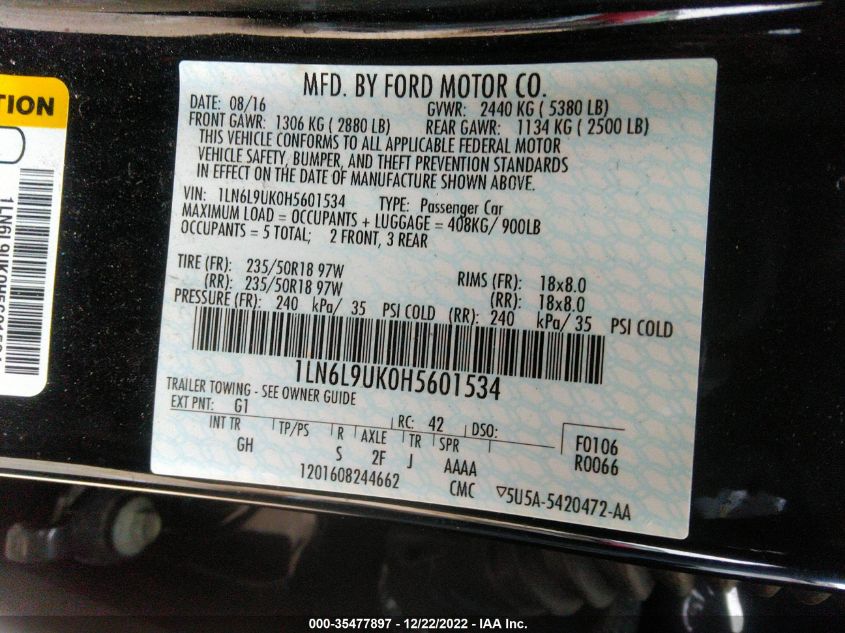 MFD. BY FORD MOTOR CO.
DATE: 08/16 GVWR: 2440 KG ( 5380 LB)
FRONT GAWR: 1306 KG ( 2880 LB) REAR GAWR: 1134 KG ( 2500 LB)
THIS VEHICLE CONFORMS TO ALL APPLICABLE FEDERAL MOTOR
VEHICLE SAFETY, BUMPER, AND THEFT PREVENTION STANDARDS
IN EFFECT ON THE DATE OF MANUFACTURE SHOWN ABOVE.
VIN: 1LN6L9UK0H5601534 TYPE: Passenger Car
MAXIMUM LOAD = OCCUPANTS + LUGGAGE = 408KG/ 900LB
OCCUPANTS = 5 TOTAL; 2 FRONT, 3 REAR
TIRE (FR): 235/50R18 97W RIMS (FR): 18x8.0
(RR): 235/50R18 97W (RR): 18x8.0
PRESSURE (FR): 240 kPa/ 35 PSI COLD (RR): 240 kPa/ 35 PSI COLD
1LN6L9UK0H5601534
TRAILER TOWING - SEE OWNER GUIDE
EXT PNT: G1 RC: 42 DSO: F0106
INT TR TP/PS R AXLE TR SPR R0066
GH S 2F J AAAA
1201608244662 CMC ▽5U5A-5420472-AA
TION
000-35477897 - 12/22/2022 - IAA Inc.